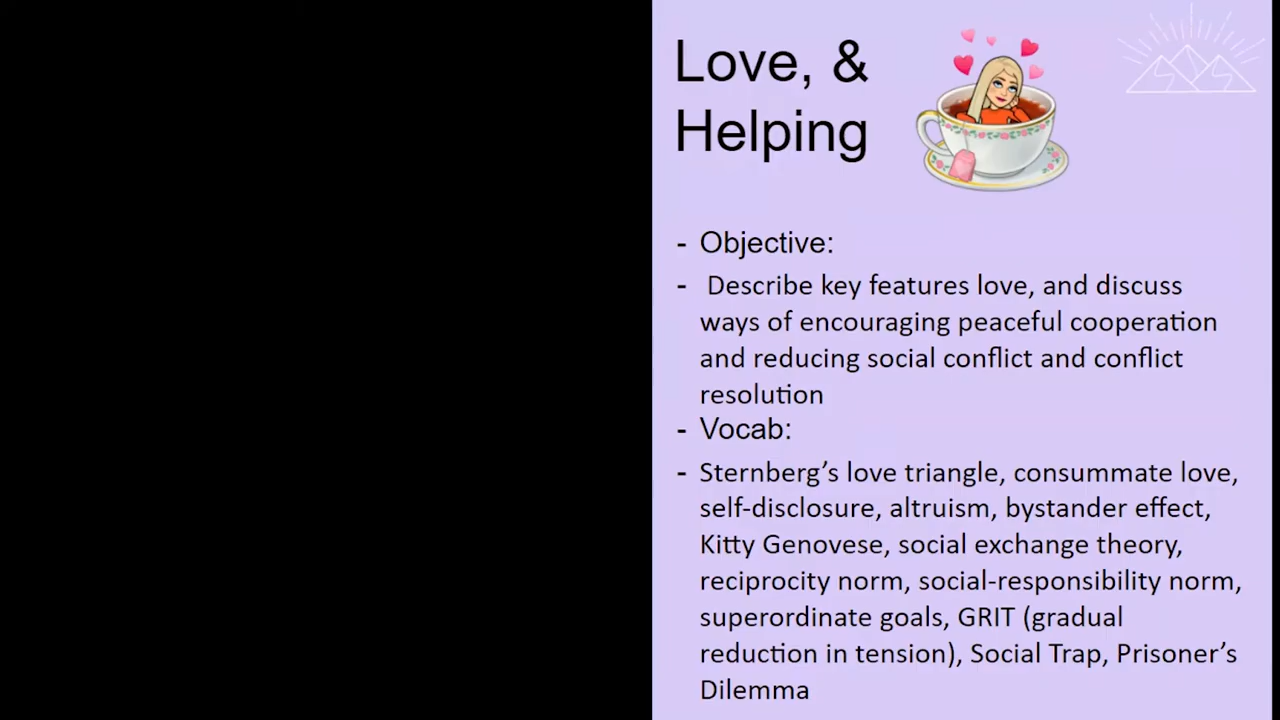 Love, &
Helping
- Objective:
- Describe key features love, and discuss
ways of encouraging peaceful cooperation
and reducing social conflict and conflict
resolution
- Vocab:
- Sternberg’s love triangle, consummate love,
self-disclosure, altruism, bystander effect,
Kitty Genovese, social exchange theory,
reciprocity norm, social-responsibility norm,
superordinate goals, GRIT (gradual
reduction in tension), Social Trap, Prisoner’s
Dilemma